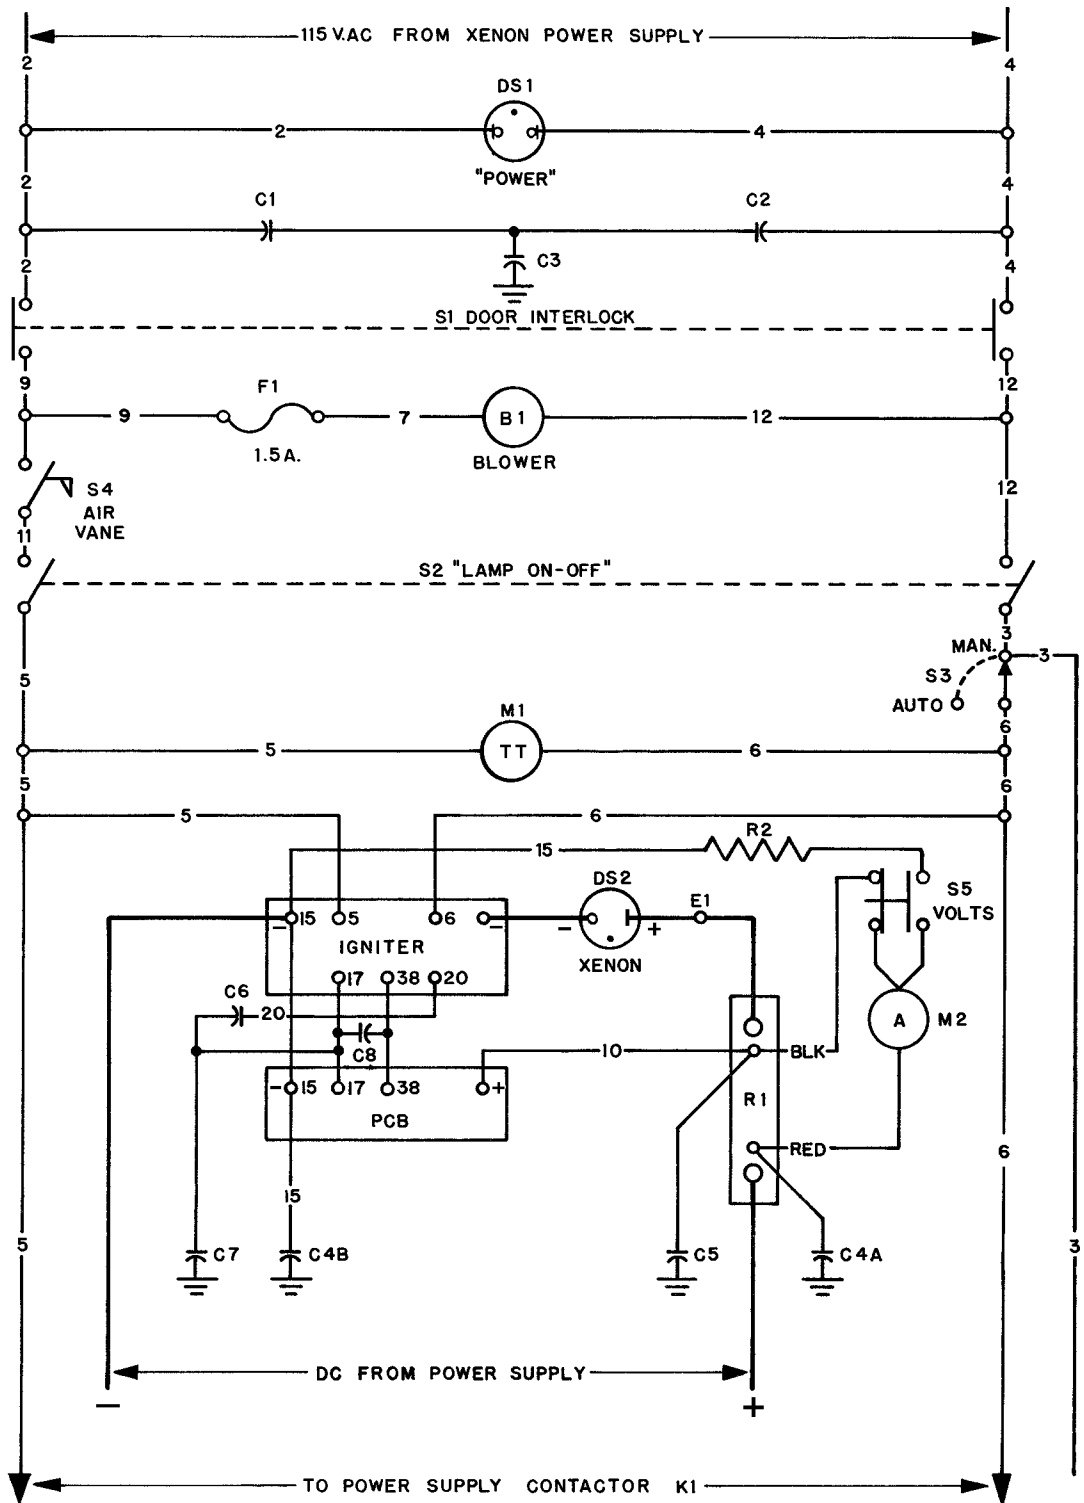 115 V.AC FROM XENON POWER SUPPLY
2 4
DS1
2 4
"POWER"
2 4
C1 C2
2 C3 4
S1 DOOR INTERLOCK
9 12
F1
9 7 B1 12
1.5A. BLOWER
S4 12
AIR
VANE
11
S2 "LAMP ON-OFF"
3
MAN. 3
5 S3
AUTO
M1 6
5 TT 6
5 6
5 6
R2
15
DS2 S5
VOLTS
E1
- 15 5 6 - - +
IGNITER XENON
17 38 20
C6 20 A M2
C8 10 BLK
- 15 17 38 +
PCB R1
RED 6
15
5 3
C7 C4B C5 C4A
DC FROM POWER SUPPLY
- +
TO POWER SUPPLY CONTACTOR K1